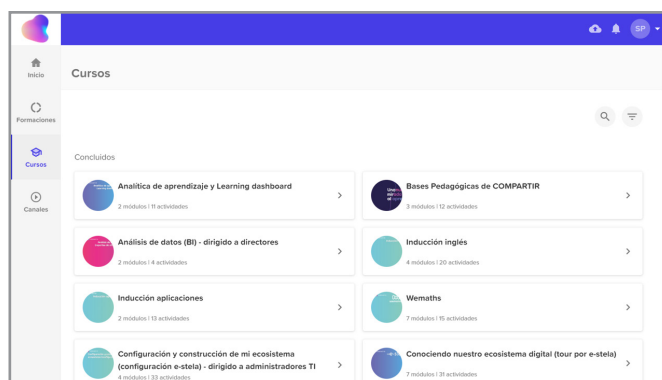 SP
Inicio
Cursos
Formaciones
Cursos
Canales
Concluidos
Analítica de aprendizaje y Learning dashboard
2 módulos | 11 actividades
Bases Pedagógicas de COMPARTIR
3 módulos | 12 actividades
Análisis de datos (BI) - dirigido a directores
2 módulos | 4 actividades
Inducción inglés
4 módulos | 20 actividades
Inducción aplicaciones
2 módulos | 13 actividades
Wemaths
7 módulos | 15 actividades
Configuración y construcción de mi ecosistema
(configuración e-stela) - dirigido a administradores TI
4 módulos | 33 actividades
Conociendo nuestro ecosistema digital (tour por e-stela)
7 módulos | 31 actividades